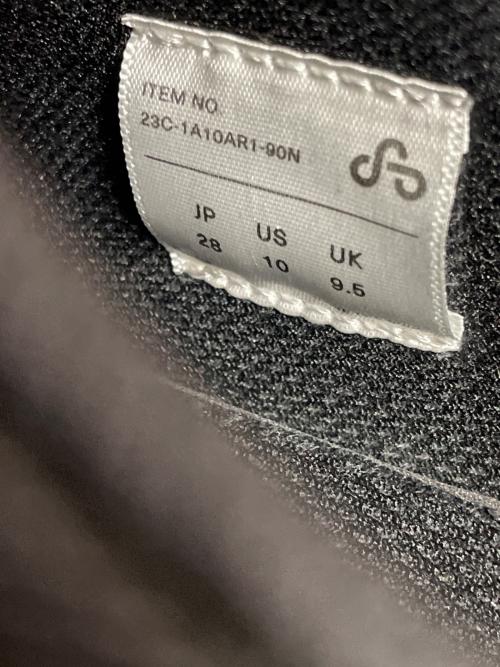 ITEM NO
23C-1A10AR1-90N
JP US UK
28 10 9.5